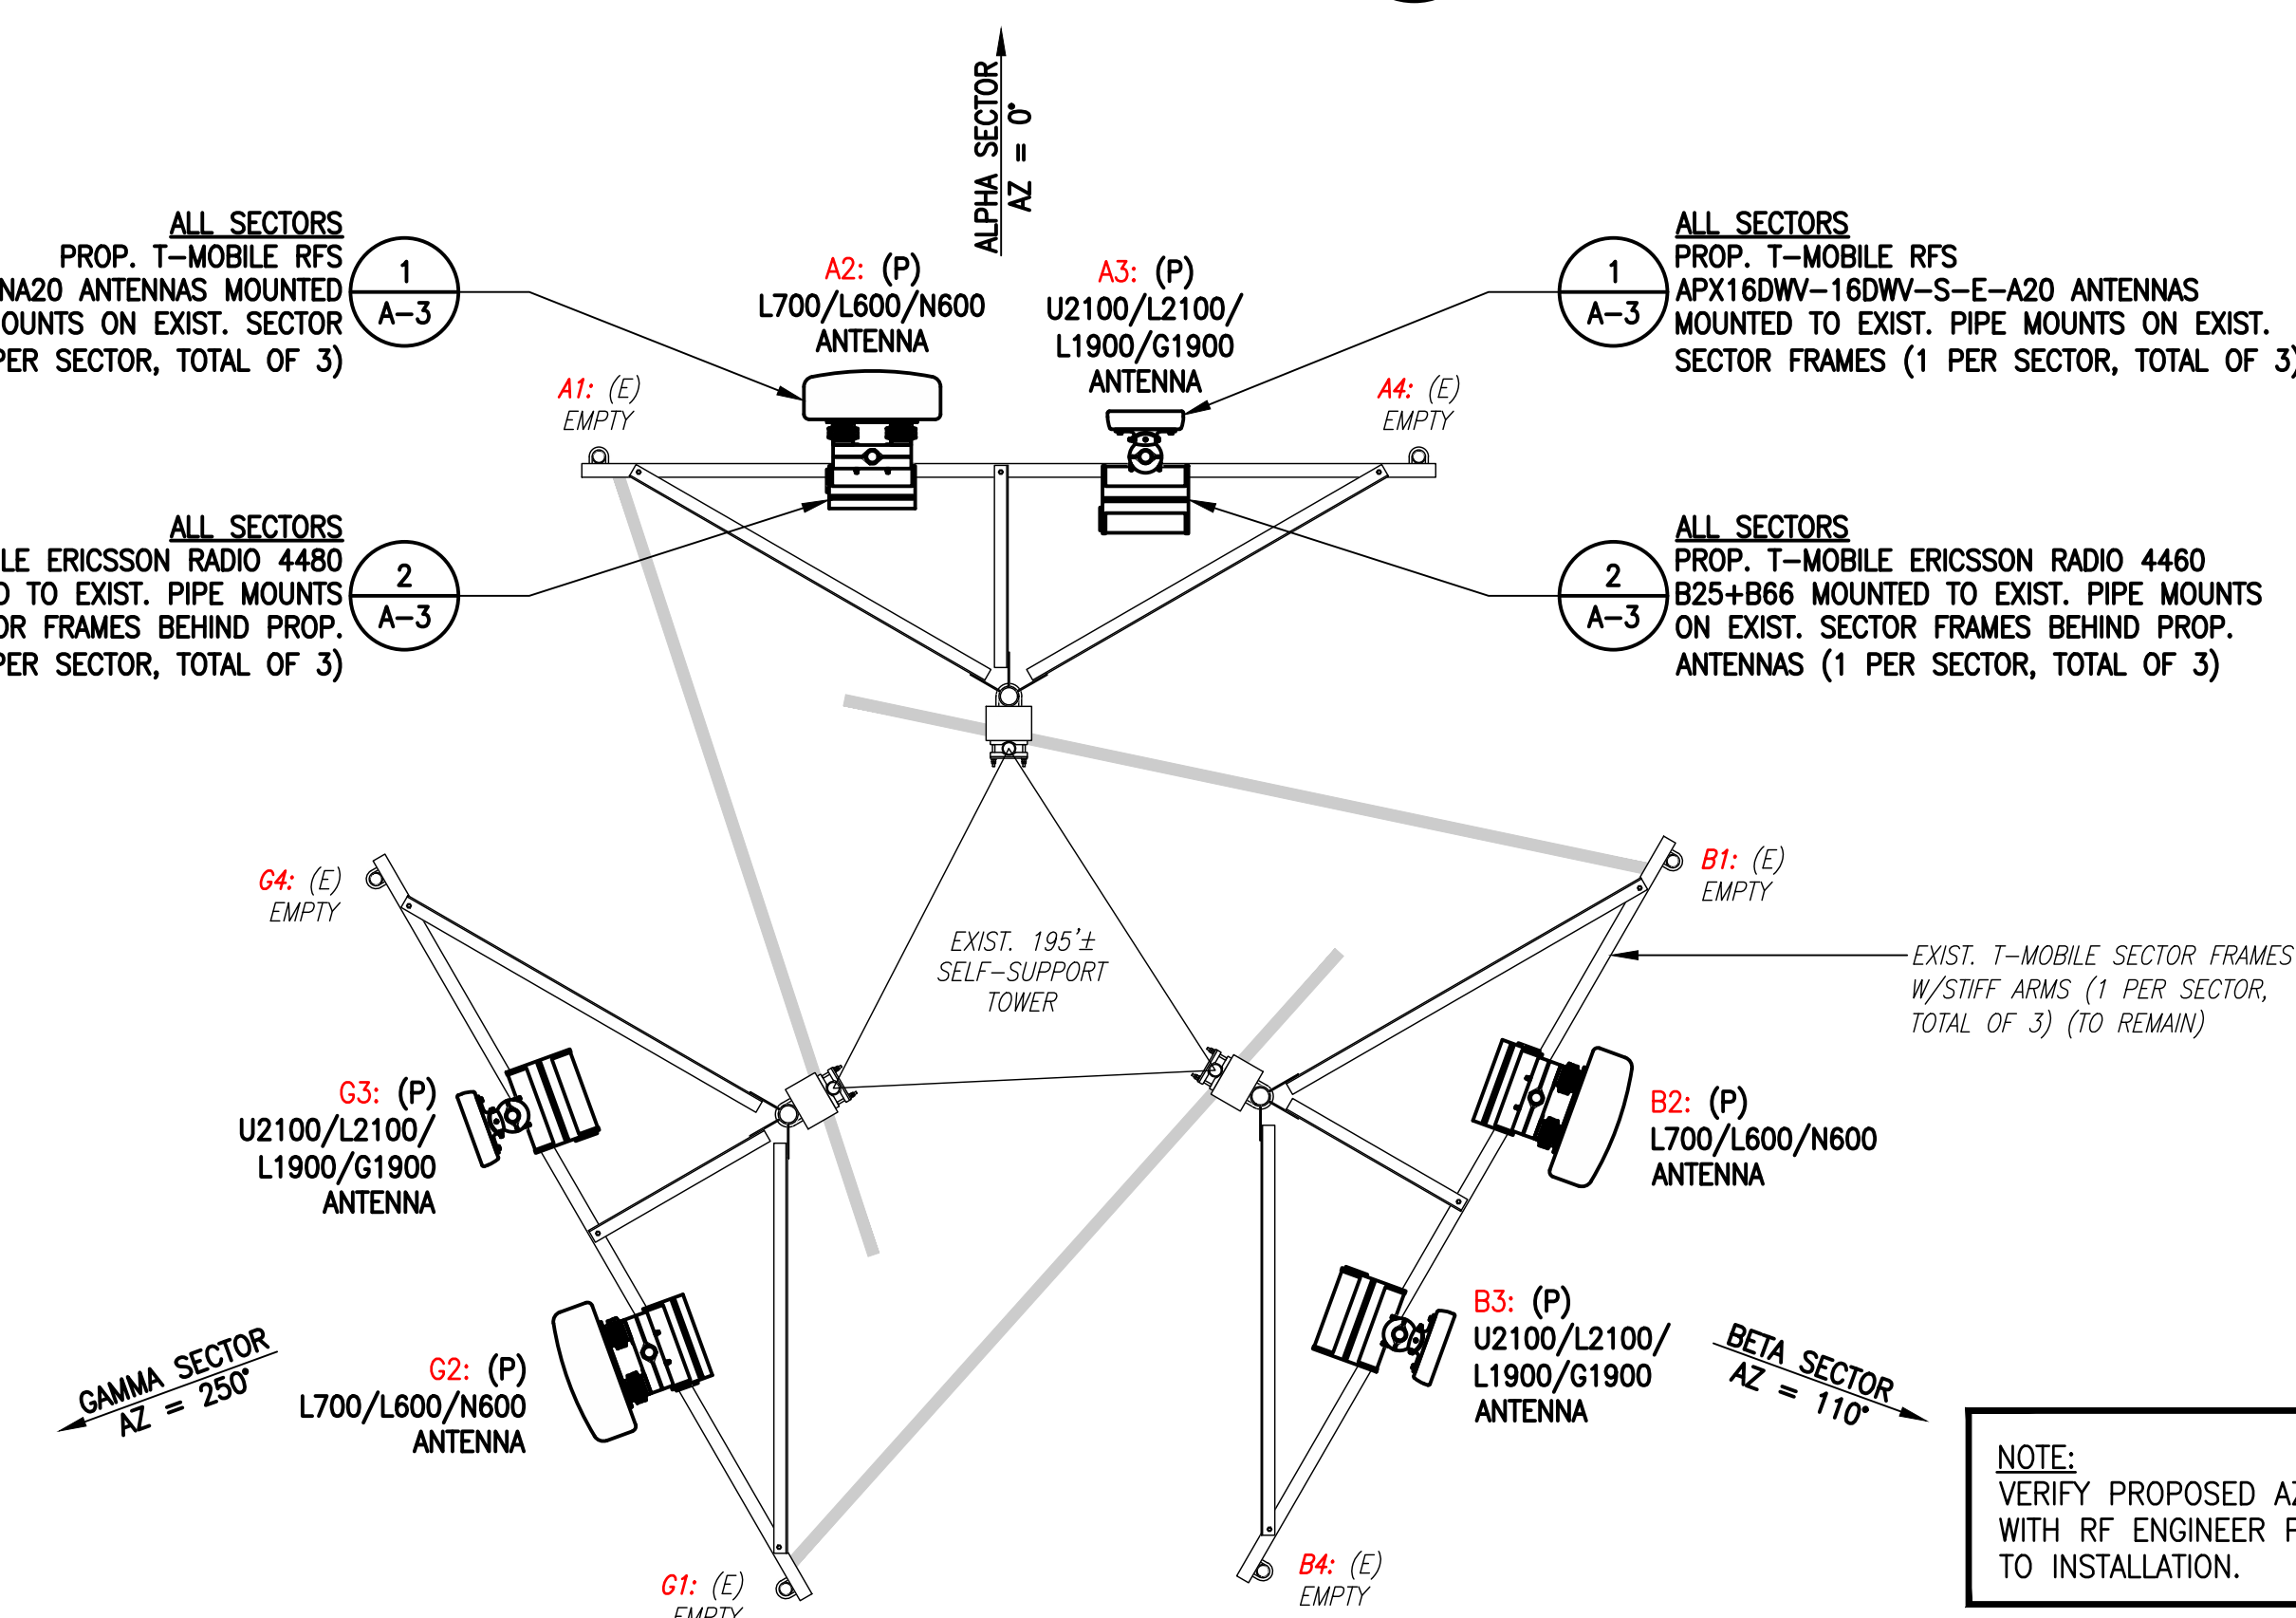 ALPHA SECTOR
AZ = 0°
ALL SECTORS
PROP. T-MOBILE RFS
NA20 ANTENNAS MOUNTED
OUNTS ON EXIST. SECTOR
PER SECTOR, TOTAL OF 3)
1
A-3
A2: (P)
L700/L600/N600
ANTENNA
A3: (P)
U2100/L2100/
L1900/G1900
ANTENNA
1
A-3
ALL SECTORS
PROP. T-MOBILE RFS
APX16DWV-16DWV-S-E-A20 ANTENNAS
MOUNTED TO EXIST. PIPE MOUNTS ON EXIST.
SECTOR FRAMES (1 PER SECTOR, TOTAL OF 3)
A1: (E)
EMPTY
A4: (E)
EMPTY
ALL SECTORS
LE ERICSSON RADIO 4480
TO EXIST. PIPE MOUNTS
OR FRAMES BEHIND PROP.
PER SECTOR, TOTAL OF 3)
2
A-3
2
A-3
ALL SECTORS
PROP. T-MOBILE ERICSSON RADIO 4460
B25+B66 MOUNTED TO EXIST. PIPE MOUNTS
ON EXIST. SECTOR FRAMES BEHIND PROP.
ANTENNAS (1 PER SECTOR, TOTAL OF 3)
G4: (E)
EMPTY
B1: (E)
EMPTY
EXIST. 195'±
SELF-SUPPORT
TOWER
EXIST. T-MOBILE SECTOR FRAMES
W/STIFF ARMS (1 PER SECTOR,
TOTAL OF 3) (TO REMAIN)
G3: (P)
U2100/L2100/
L1900/G1900
ANTENNA
B2: (P)
L700/L600/N600
ANTENNA
GAMMA SECTOR
AZ = 250°
G2: (P)
L700/L600/N600
ANTENNA
B3: (P)
U2100/L2100/
L1900/G1900
ANTENNA
BETA SECTOR
AZ = 110°
G1: (E)
EMPTY
B4: (E)
EMPTY
NOTE:
VERIFY PROPOSED AZ
WITH RF ENGINEER
TO INSTALLATION.